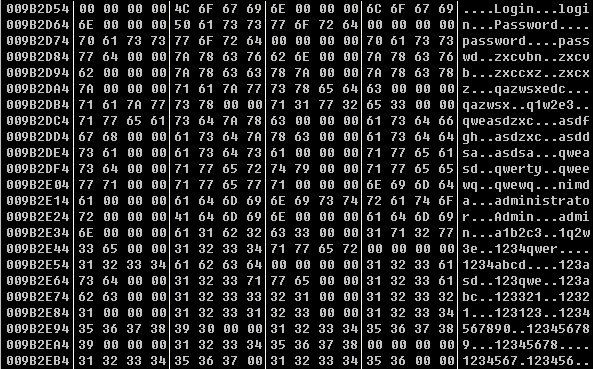 009B2D54 00 00 00 00 4C 6F 67 69 6E 00 00 00 6C 6F 67 69 ....Login...logi
009B2D64 6E 00 00 00 50 61 73 73 77 6F 72 64 00 00 00 00 n...Password....
009B2D74 70 61 73 73 77 6F 72 64 00 00 00 00 70 61 73 73 password....pass
009B2D84 77 64 00 00 7A 78 63 76 62 6E 00 00 7A 78 63 76 wd..zxcvbn..zxcv
009B2D94 62 00 00 00 7A 78 63 63 78 7A 00 00 7A 78 63 78 b...zxccxz..zxcx
009B2DA4 7A 00 00 00 71 61 7A 77 73 78 65 64 63 00 00 00 z...qazwsxedc...
009B2DB4 71 61 7A 77 73 78 00 00 71 31 77 32 65 33 00 00 qazwsx..q1w2e3..
009B2DC4 71 77 65 61 73 64 7A 78 63 00 00 00 61 73 64 66 qweasdzxc...asdf
009B2DD4 67 68 00 00 61 73 64 7A 78 63 00 00 61 73 64 64 gh..asdzxc..asdd
009B2DE4 73 61 00 00 61 73 64 73 61 00 00 00 71 77 65 61 sa..asdsa...qwea
009B2DF4 73 64 00 00 71 77 65 72 74 79 00 00 71 77 65 65 sd..qwerty..qwee
009B2E04 77 71 00 00 71 77 65 77 71 00 00 00 6E 69 6D 64 wq..qwewq...nimd
009B2E14 61 00 00 00 61 64 6D 69 6E 69 73 74 72 61 74 6F a...administrato
009B2E24 72 00 00 00 41 64 6D 69 6E 00 00 00 61 64 6D 69 r...Admin...admi
009B2E34 6E 00 00 00 61 31 62 32 63 33 00 00 31 71 32 77 n...a1b2c3..1q2w
009B2E44 33 65 00 00 31 32 33 34 71 77 65 72 00 00 00 00 3e..1234qwer....
009B2E54 31 32 33 34 61 62 63 64 00 00 00 00 31 32 33 61 1234abcd....123a
009B2E64 73 64 00 00 31 32 33 71 77 65 00 00 31 32 33 61 sd..123qwe..123a
009B2E74 62 63 00 00 31 32 33 33 32 31 00 00 31 32 33 32 bc..123321..1232
009B2E84 31 00 00 00 31 32 33 31 32 33 00 00 31 32 33 34 1...123123..1234
009B2E94 35 36 37 38 39 30 00 00 31 32 33 34 35 36 37 38 567890..12345678
009B2EA4 39 00 00 00 31 32 33 34 35 36 37 38 00 00 00 00 9...12345678....
009B2EB4 31 32 33 34 35 36 37 00 31 32 33 34 35 36 00 00 1234567.123456..